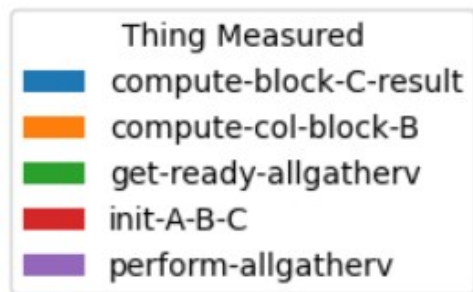 Thing Measured
compute-block-C-result
compute-col-block-B
get-ready-allgatherv
init-A-B-C
perform-allgatherv